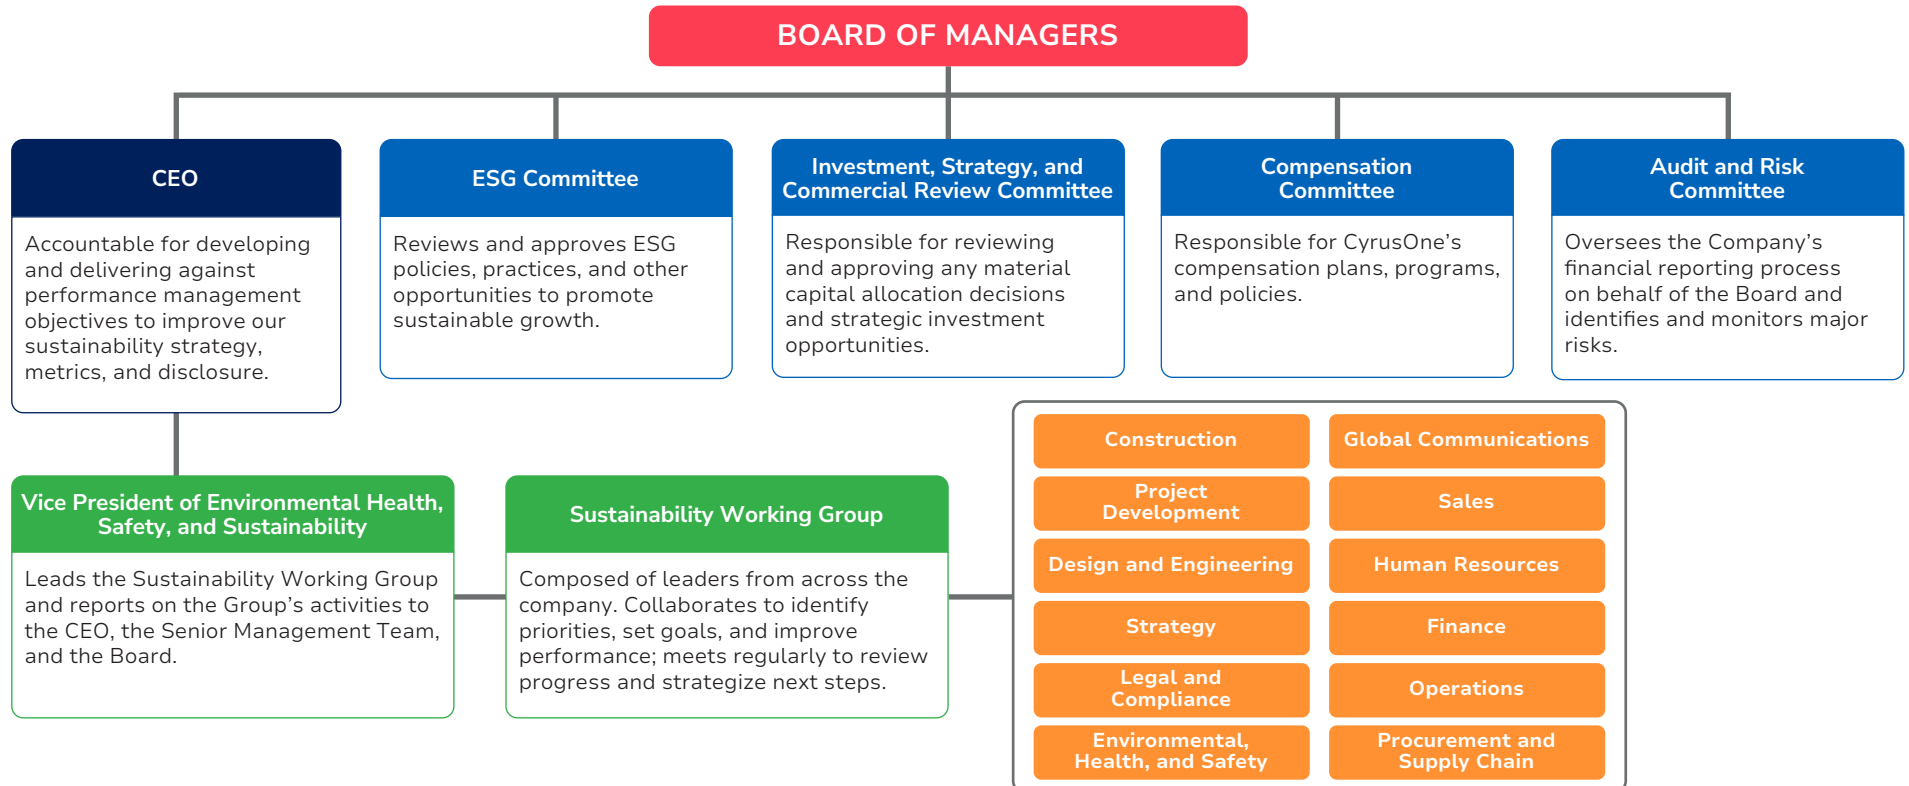 BOARD OF MANAGERS
CEO
Accountable for developing
and delivering against
performance management
objectives to improve our
sustainability strategy,
metrics, and disclosure.
ESG Committee
Reviews and approves ESG
policies, practices, and other
opportunities to promote
sustainable growth.
Investment, Strategy, and
Commercial Review Committee
Responsible for reviewing
and approving any material
capital allocation decisions
and strategic investment
opportunities.
Compensation
Committee
Responsible for CyrusOne’s
compensation plans, programs,
and policies.
Audit and Risk
Committee
Oversees the Company’s
financial reporting process
on behalf of the Board and
identifies and monitors major
risks.
Vice President of Environmental Health,
Safety, and Sustainability
Leads the Sustainability Working Group
and reports on the Group’s activities to
the CEO, the Senior Management Team,
and the Board.
Sustainability Working Group
Composed of leaders from across the
company. Collaborates to identify
priorities, set goals, and improve
performance; meets regularly to review
progress and strategize next steps.
Construction
Global Communications
Project
Development
Sales
Design and Engineering
Human Resources
Strategy
Finance
Legal and
Compliance
Operations
Environmental,
Health, and Safety
Procurement and
Supply Chain